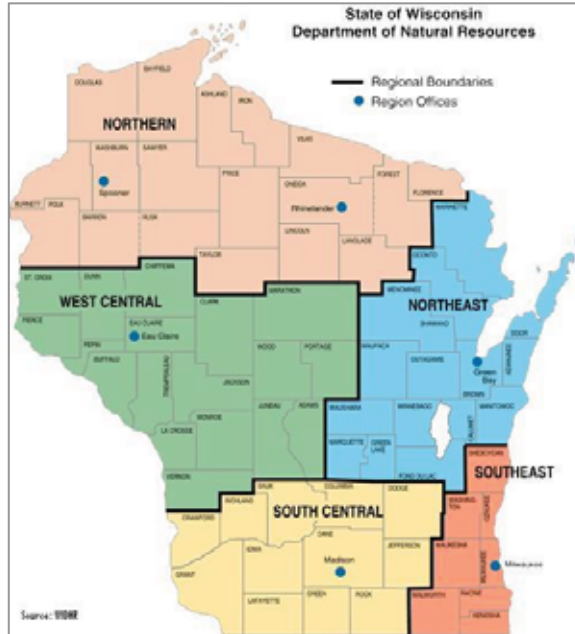 State of Wisconsin
Department of Natural Resources
Regional Boundaries
Region Offices
BAYFIELD
DOUGLAS
ASHLAND
IRON
NORTHERN
VILAS
WASHBURN
SAWYER
FOREST
PRICE
ONEIDA
FLORENCE
Spooner
Rhinelander
BURNETT
POLK
BARRON
RUSK
LINCOLN
LANGLADE
TAYLOR
OCONTO
CHIPPEWA
ST. CROIX
DUNN
MARATHON
MENOMINEE
WEST CENTRAL
CLARK
NORTHEAST
PIERCE
EAU CLAIRE
SHAWANO
DOOR
Eau Claire
PEPIN
WOOD
PORTAGE
WAUPACA
OUTAGAMIE
KEWAUNEE
BUFFALO
TREMPEALEAU
Green
Bay
JACKSON
BROWN
JUNEAU
ADAMS
WAUSHARA
WINNEBAGO
MANITOWOC
MONROE
CALUMET
LA CROSSE
MARQUETTE
GREEN
LAKE
SHEBOYGAN
VERNON
FOND DU LAC
SOUTHEAST
SAUK
COLUMBIA
DODGE
RICHLAND
CRAWFORD
SOUTH CENTRAL
OZAUKEE
DANE
IOWA
JEFFERSON
WAUKESHA
Madison
MILWAUKEE
Milwaukee
GRANT
LAFAYETTE
GREEN
ROCK
WALWORTH
RACINE
KENOSHA
Source: WDNR